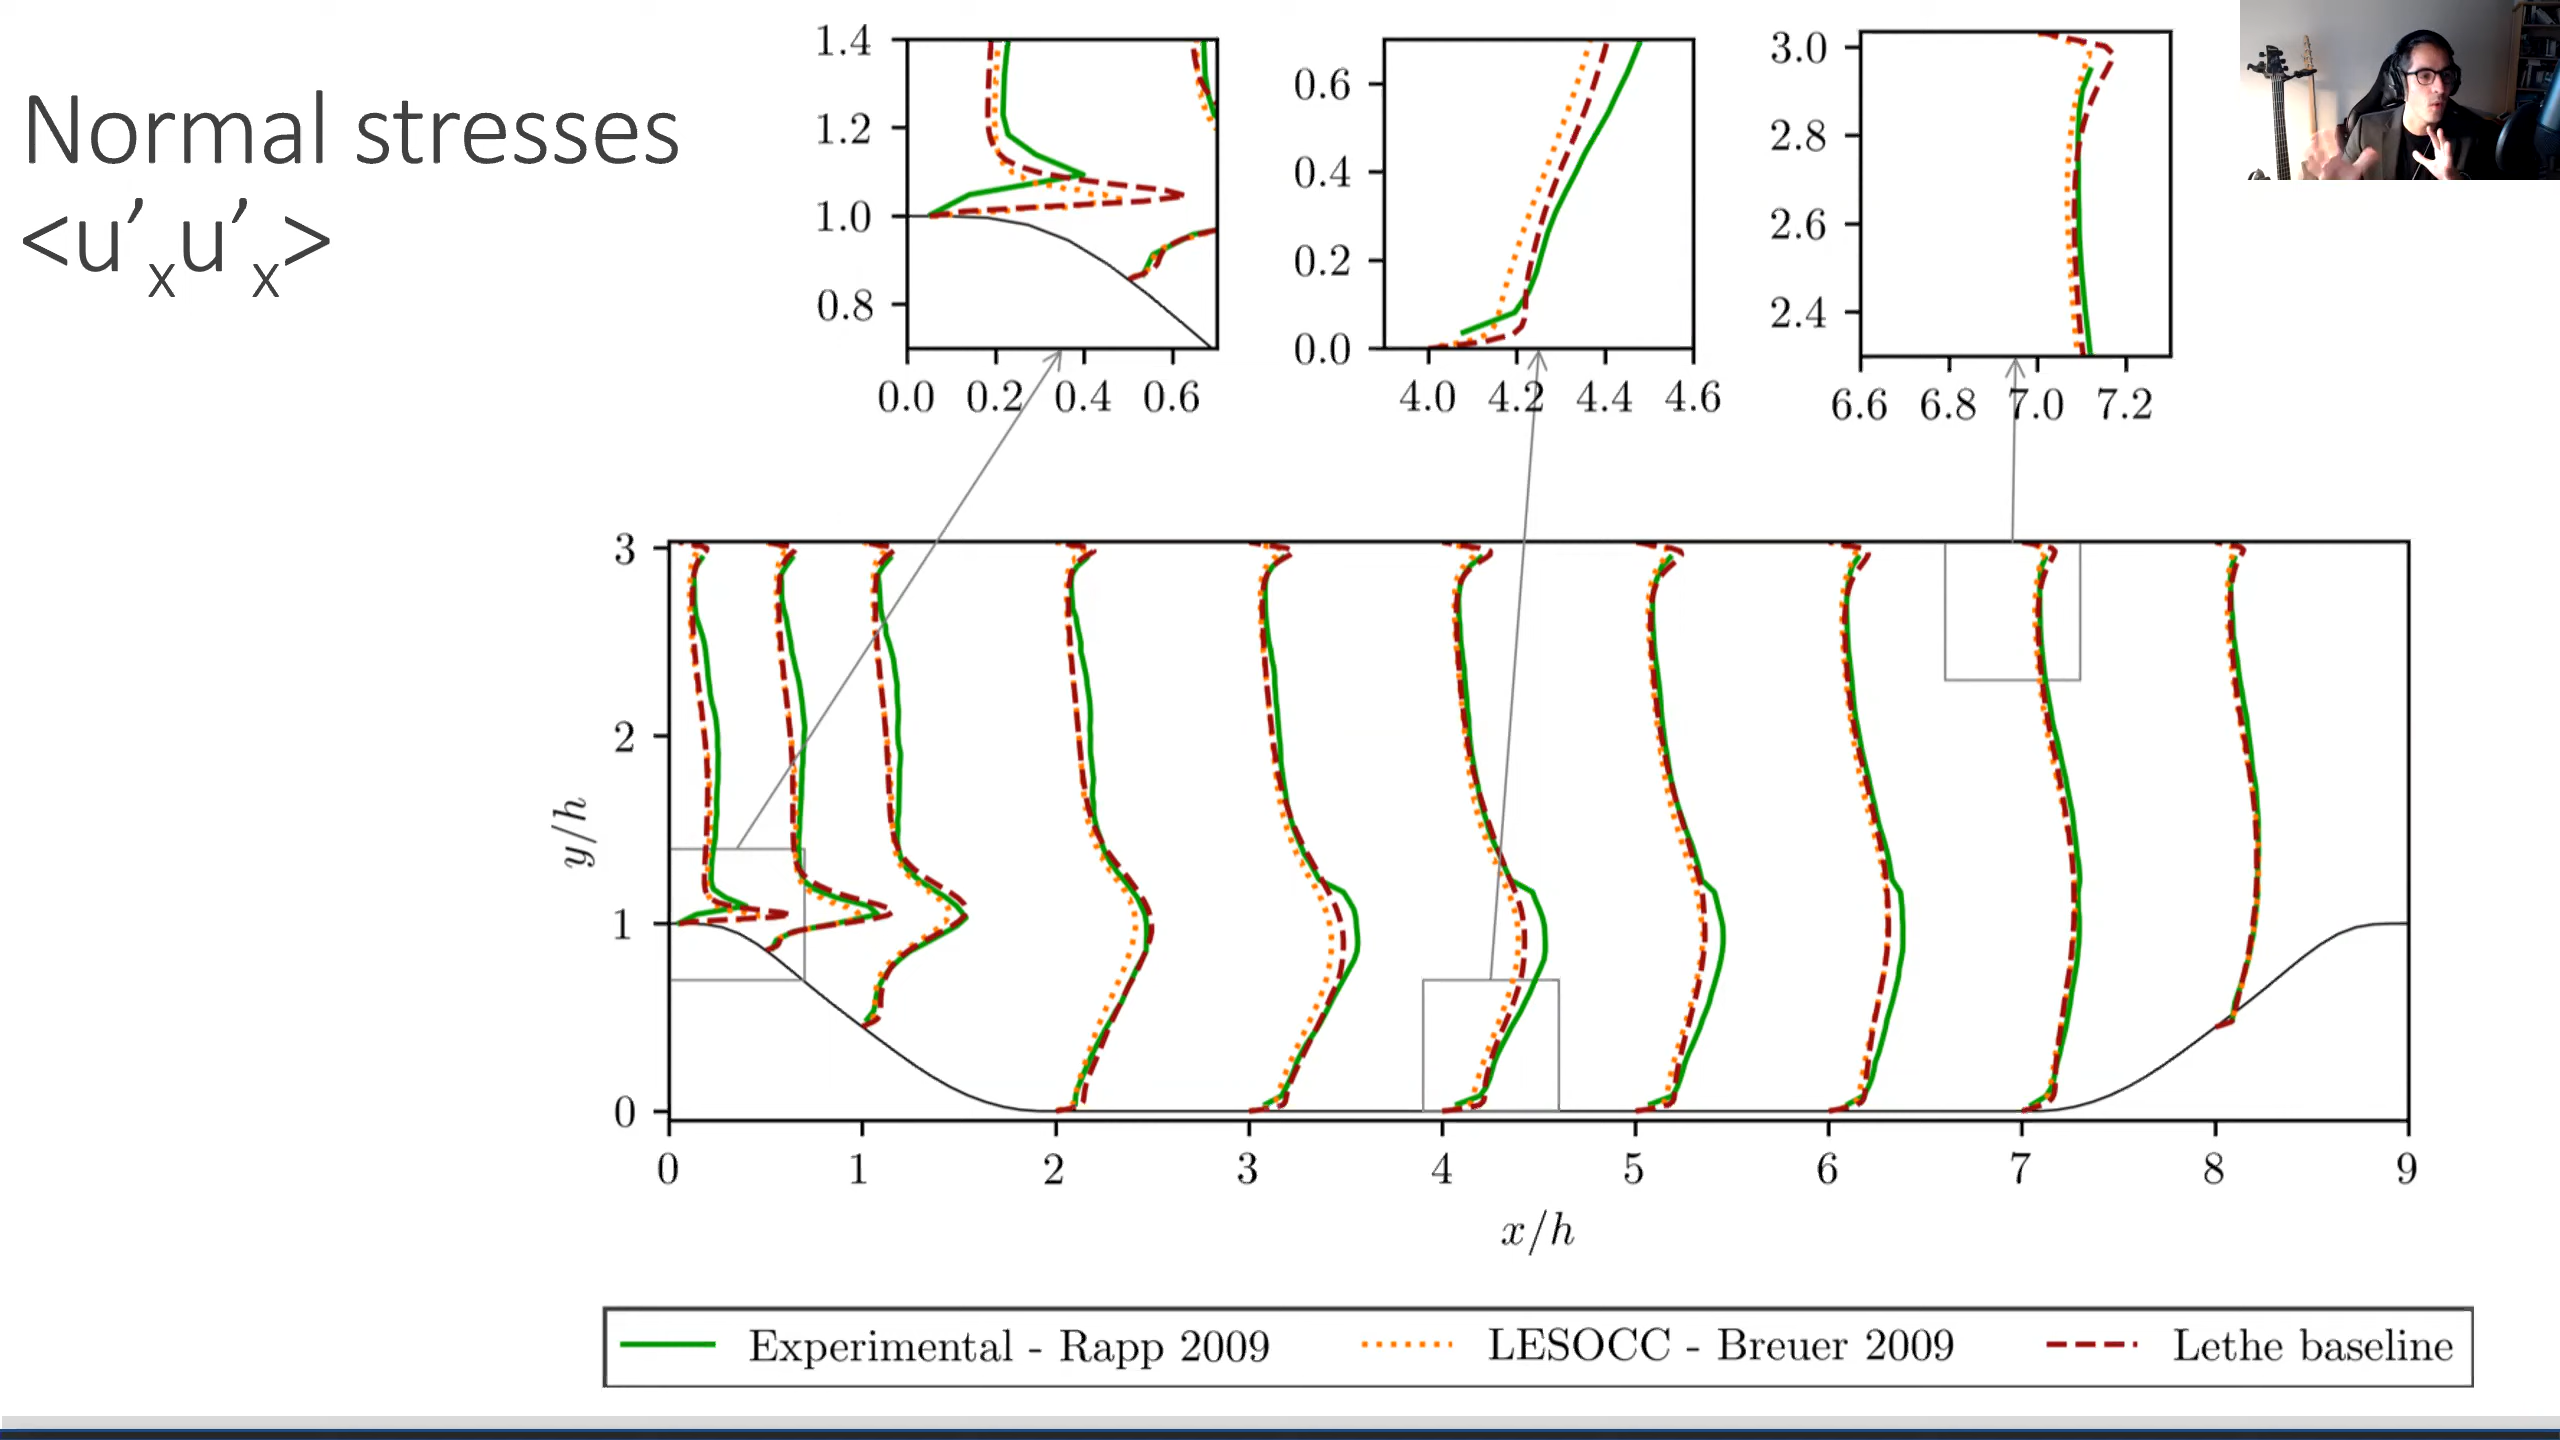 Normal stresses
<u’ₓu’ₓ>
1.4
1.2
1.0
0.8
0.0 0.2 0.4 0.6
0.6
0.4
0.2
0.0
4.0 4.2 4.4 4.6
3.0
2.8
2.6
2.4
6.6 6.8 7.0 7.2
3
2
1
0
y/h
0 1 2 3 4 5 6 7 8 9
x/h
Experimental - Rapp 2009 LESOCC - Breuer 2009 Lethe baseline